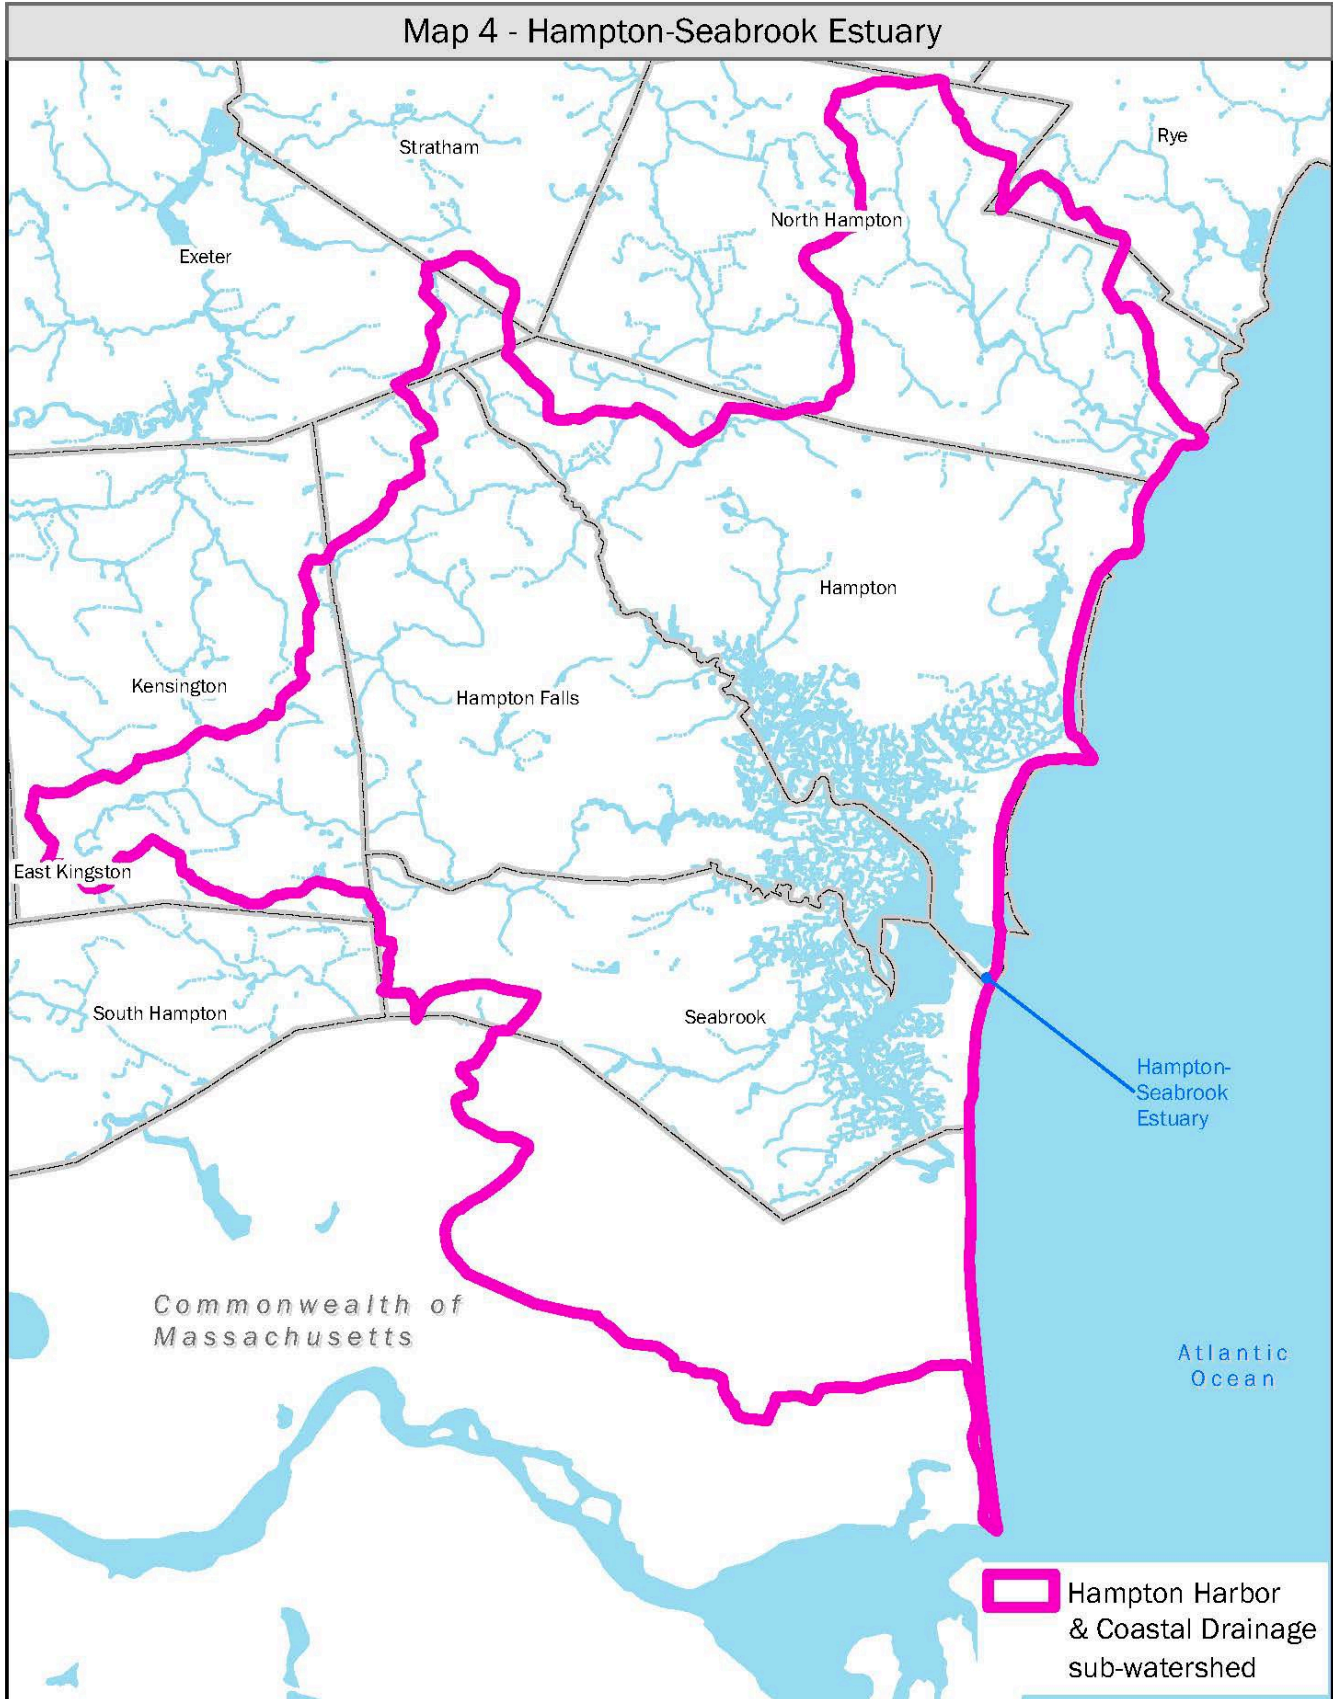 Map 4 - Hampton-Seabrook Estuary
Rye
Stratham
North Hampton
Exeter
Hampton
Kensington
Hampton Falls
East Kingston
South Hampton
Seabrook
Hampton-
Seabrook
Estuary
Commonwealth of
Massachusetts
Atlantic
Ocean
Hampton Harbor
& Coastal Drainage
sub-watershed